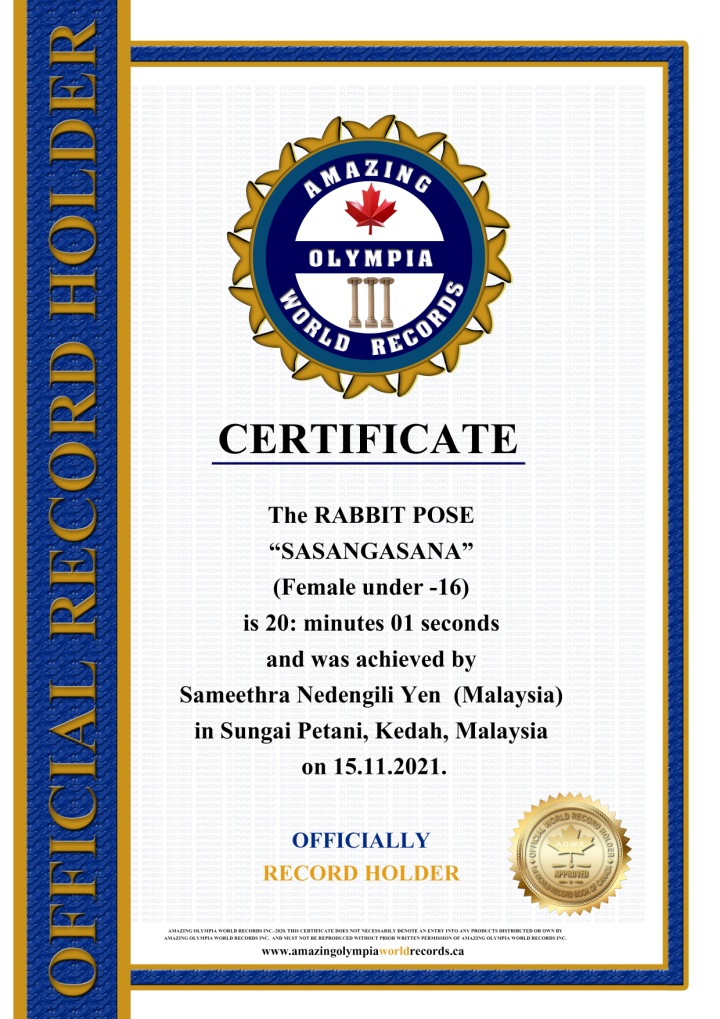 OFFICIAL RECORD HOLDER
AMAZING
OLYMPIA
WORLD RECORDS
CERTIFICATE
The RABBIT POSE
“SASANGASANA”
(Female under -16)
is 20: minutes 01 seconds
and was achieved by
Sameethra Nedengili Yen (Malaysia)
in Sungai Petani, Kedah, Malaysia
on 15.11.2021.
OFFICIALLY
RECORD HOLDER
OFFICIAL WORLD RECORD HOLDER
APPROVED
AMAZING OLYMPIA WORLD RECORDS INC.-2020. THIS CERTIFICATE DOES NOT NECESSARILY DENOTE AN ENTRY INTO ANY PRODUCTS DISTRIBUTED OR OWN BY
AMAZING OLYMPIA WORLD RECORDS INC. AND MUST NOT BE REPRODUCED WITHOUT PRIOR WRITTEN PERMISSION OF AMAZING OLYMPIA WORLD RECORDS INC.
www.amazingolympiaworldrecords.ca